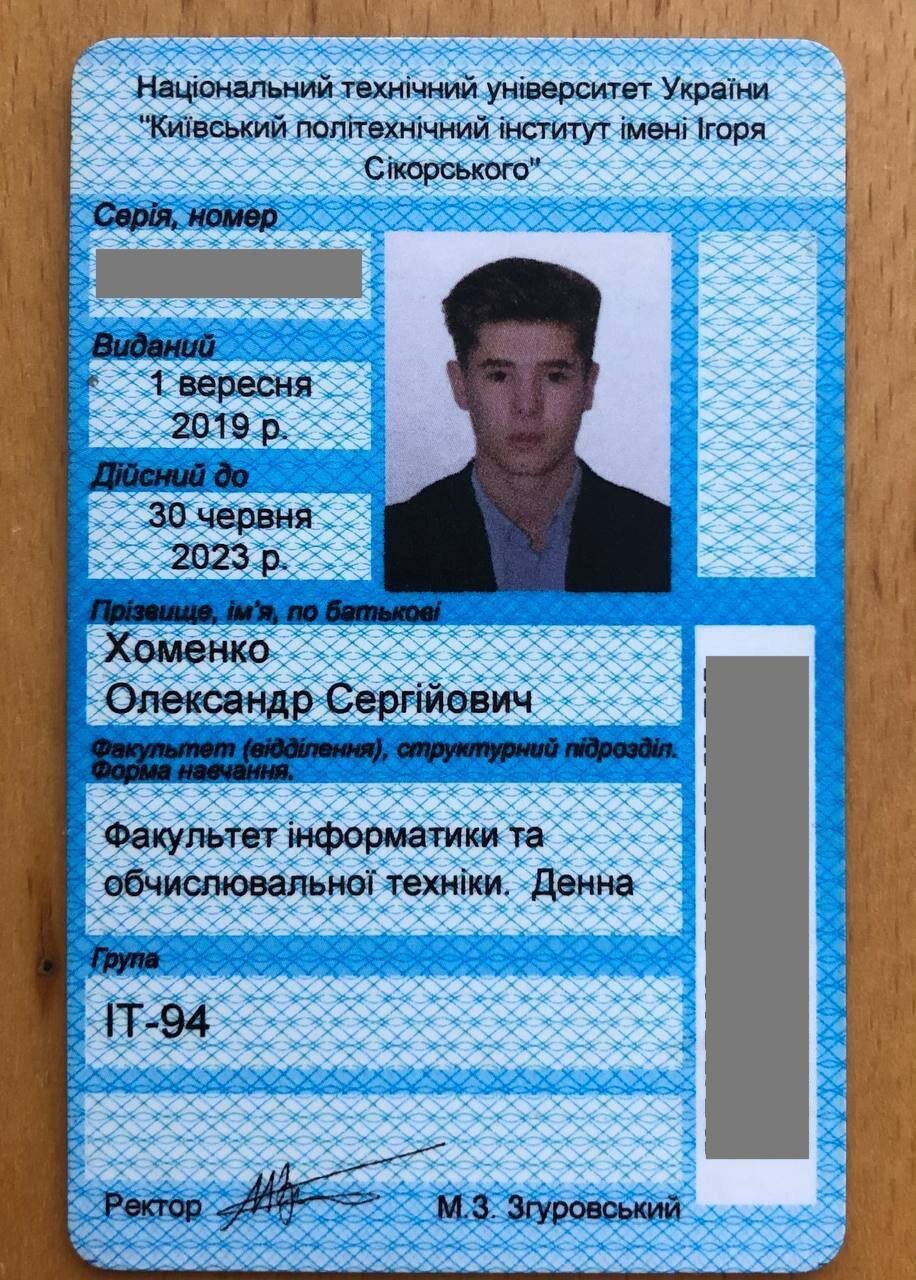 Національний технічний університет України
"Київський політехнічний інститут імені Ігоря
Сікорського"
Серія, номер
Виданий
1 вересня
2019 р.
Дійсний до
30 червня
2023 р.
Прізвище, ім'я, по батькові
Хоменко
Олександр Сергійович
Факультет (відділення), структурний підрозділ.
Форма навчання.
Факультет інформатики та
обчислювальної техніки. Денна
Група
ІТ-94
Ректор М.З. Згуровський